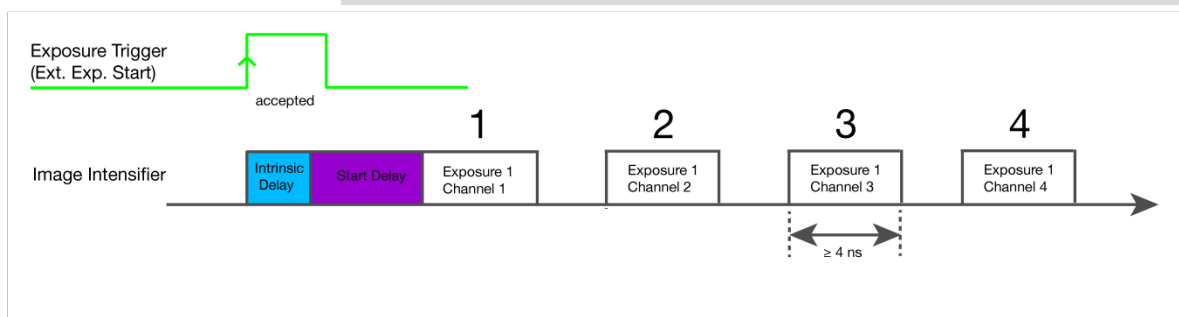 Exposure Trigger
(Ext. Exp. Start)
accepted
1
2
3
4
Image Intensifier
Intrinsic
Delay
Start Delay
Exposure 1
Channel 1
Exposure 1
Channel 2
Exposure 1
Channel 3
Exposure 1
Channel 4
≥ 4 ns